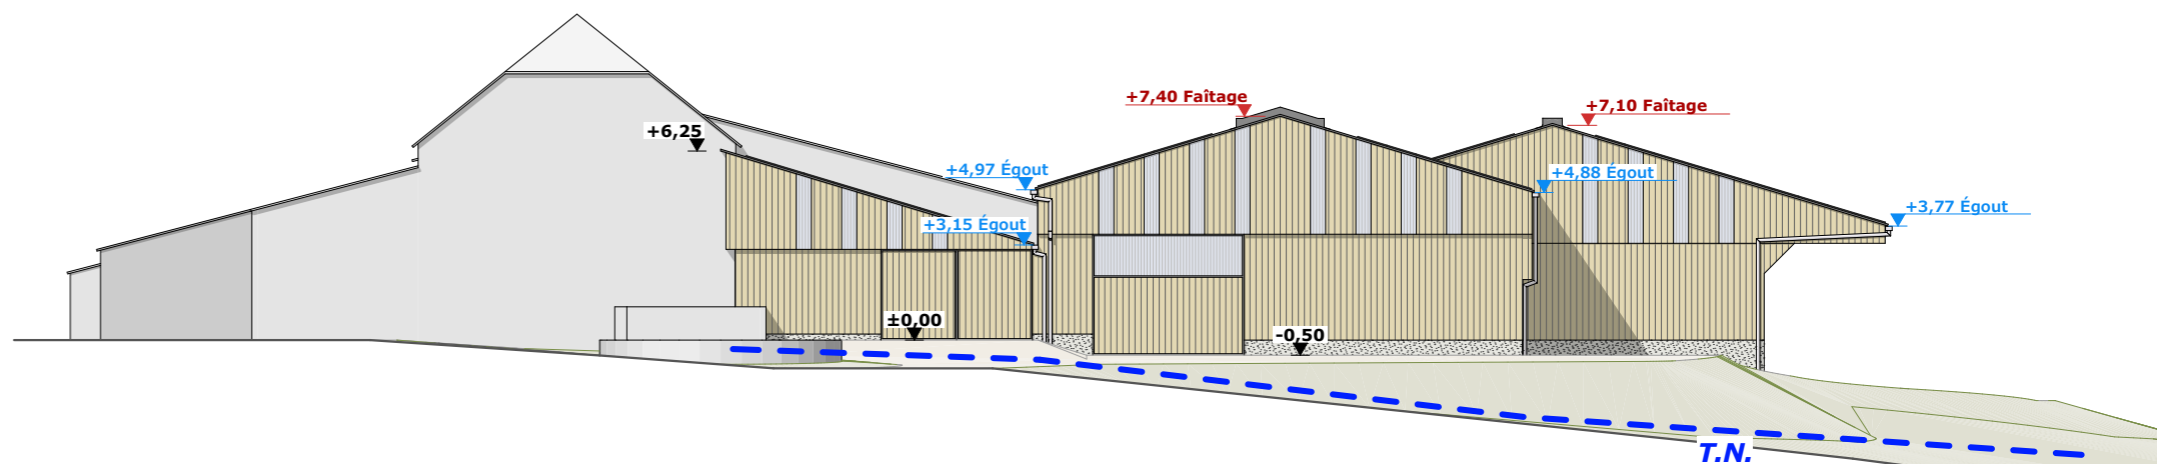 +7,40 Faîtage
+7,10 Faîtage
+6,25
+4,97 Égout
+4,88 Égout
+3,15 Égout
+3,77 Égout
±0,00
-0,50
T.N.